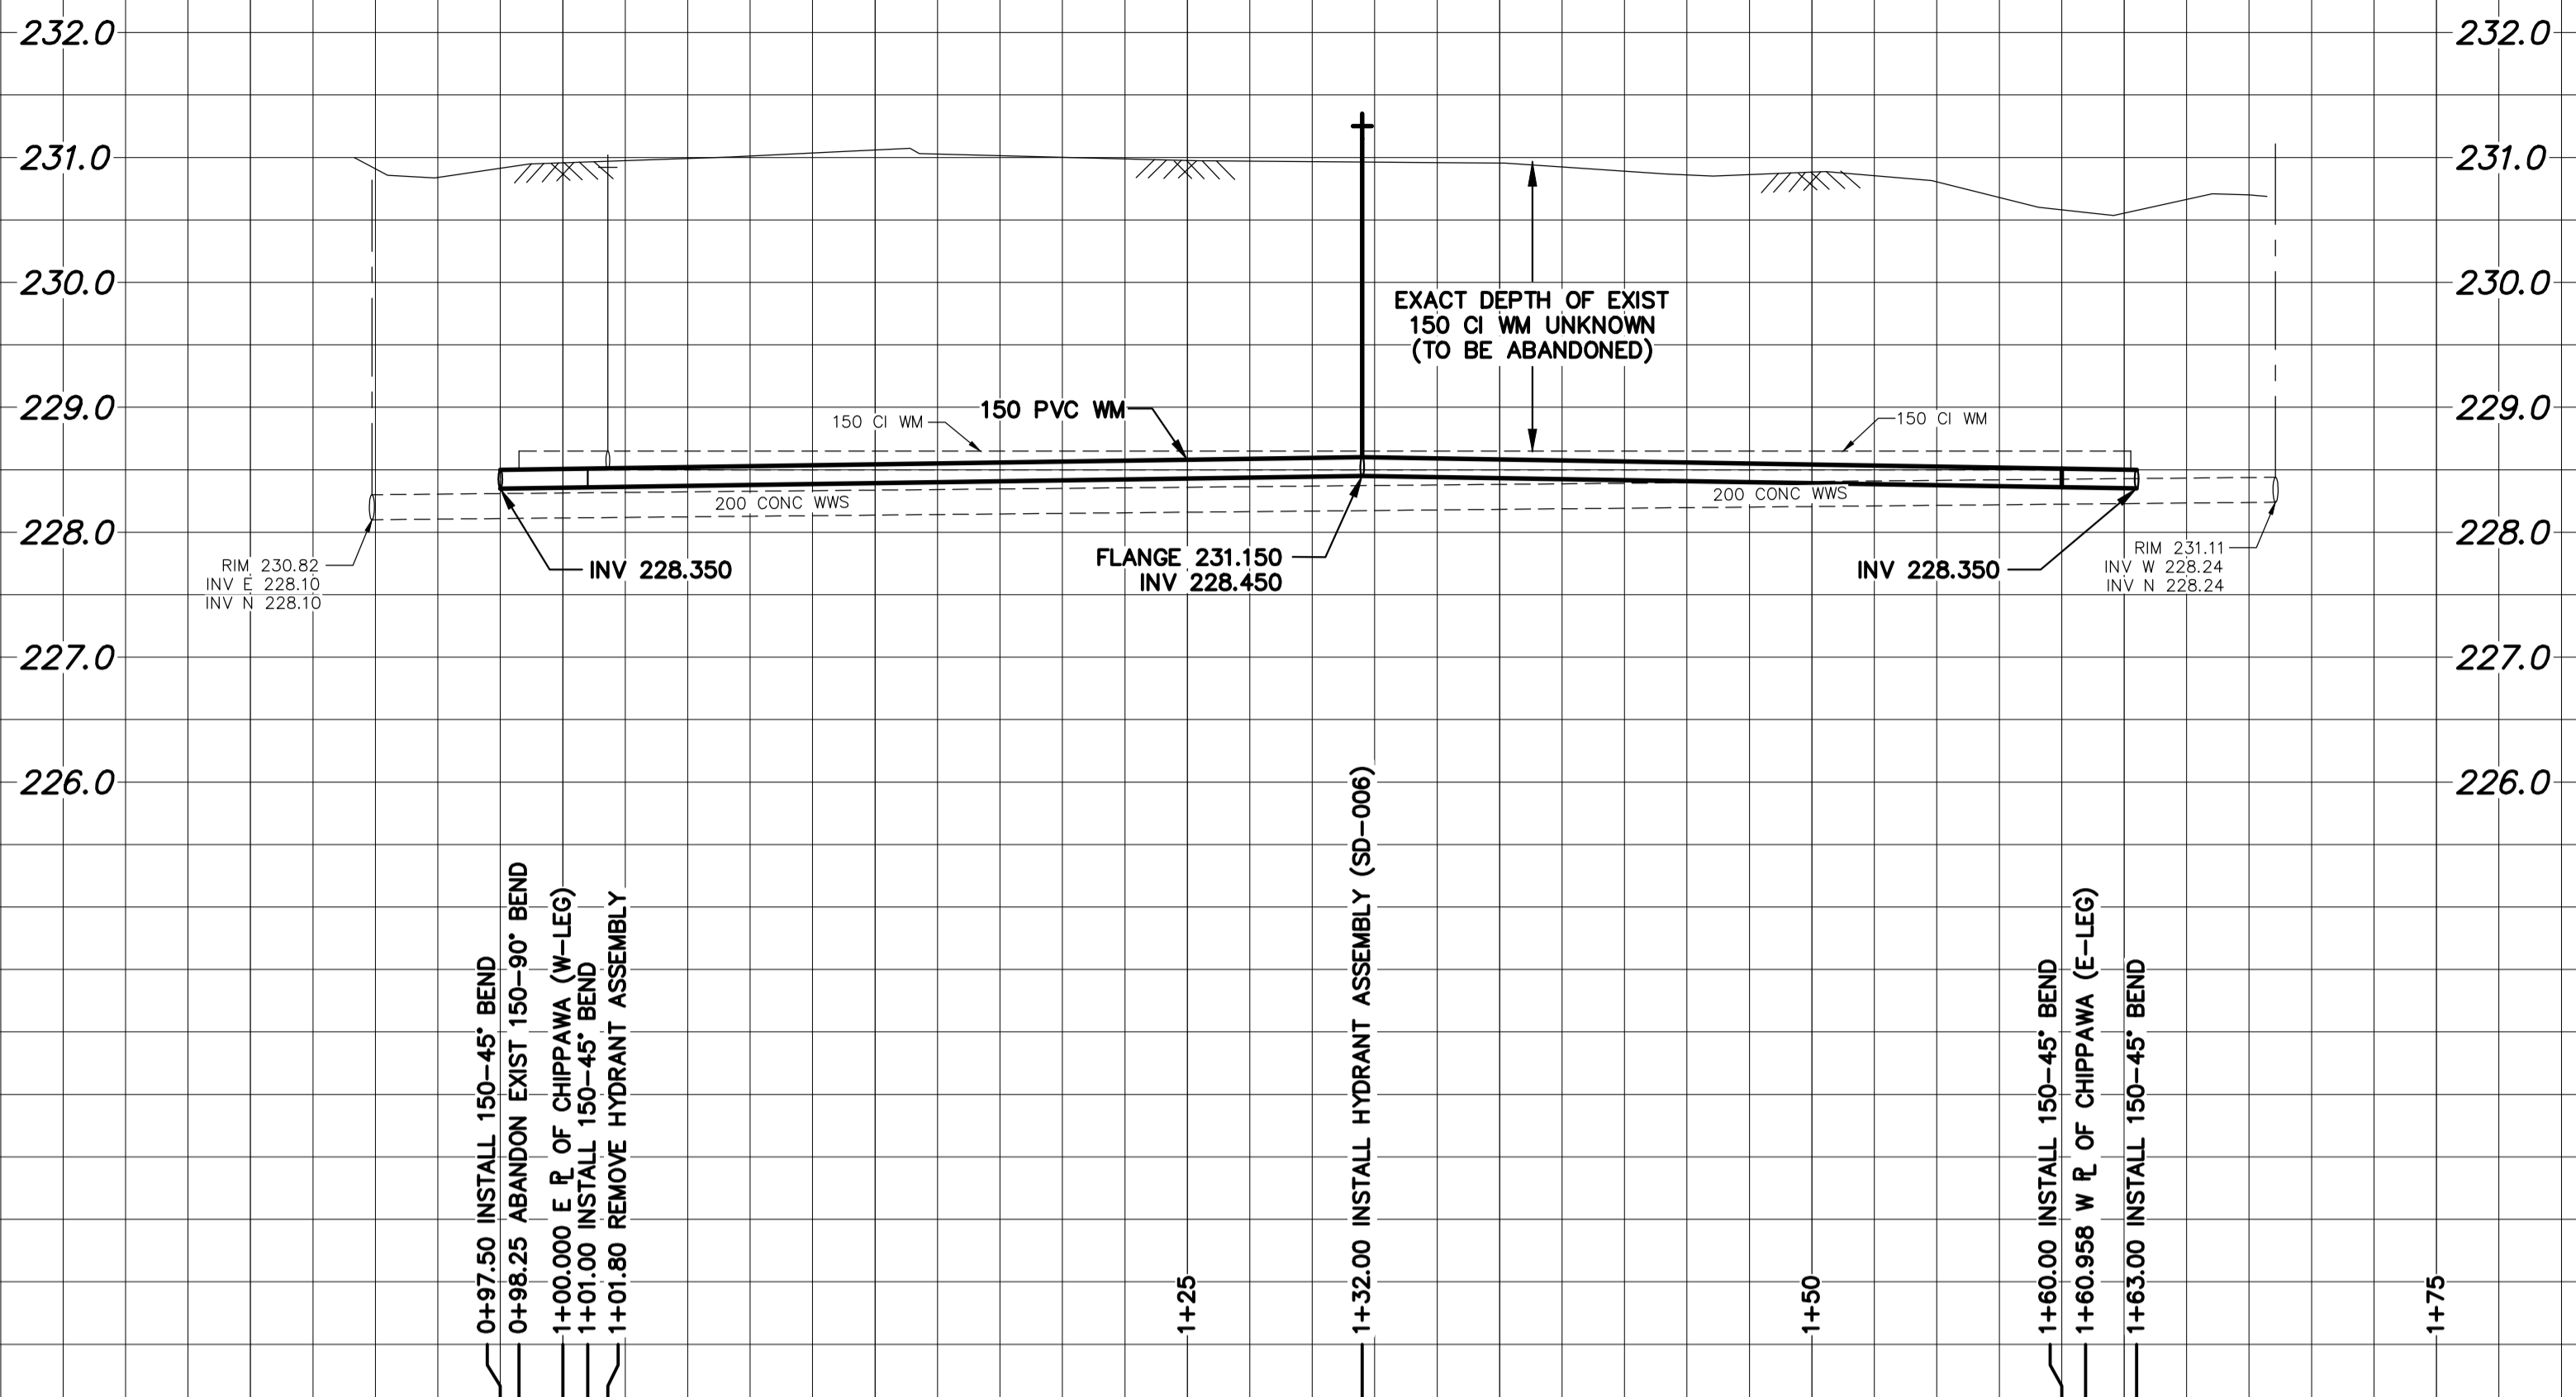 232.0
232.0
231.0
231.0
230.0
230.0
EXACT DEPTH OF EXIST
150 CI WM UNKNOWN
(TO BE ABANDONED)
229.0
150 CI WM
150 PVC WM
150 CI WM
229.0
200 CONC WWS
200 CONC WWS
228.0
228.0
RIM 230.82
INV E 228.10
INV N 228.10
INV 228.350
FLANGE 231.150
INV 228.450
INV 228.350
RIM 231.11
INV W 228.24
INV N 228.24
227.0
227.0
226.0
226.0
0+97.50 INSTALL 150-45° BEND
0+98.25 ABANDON EXIST 150-90° BEND
1+00.000 E PL OF CHIPPAWA (W-LEG)
1+01.00 INSTALL 150-45° BEND
1+01.80 REMOVE HYDRANT ASSEMBLY
1+25
1+32.00 INSTALL HYDRANT ASSEMBLY (SD-006)
1+50
1+60.00 INSTALL 150-45° BEND
1+60.958 W PL OF CHIPPAWA (E-LEG)
1+63.00 INSTALL 150-45° BEND
1+75